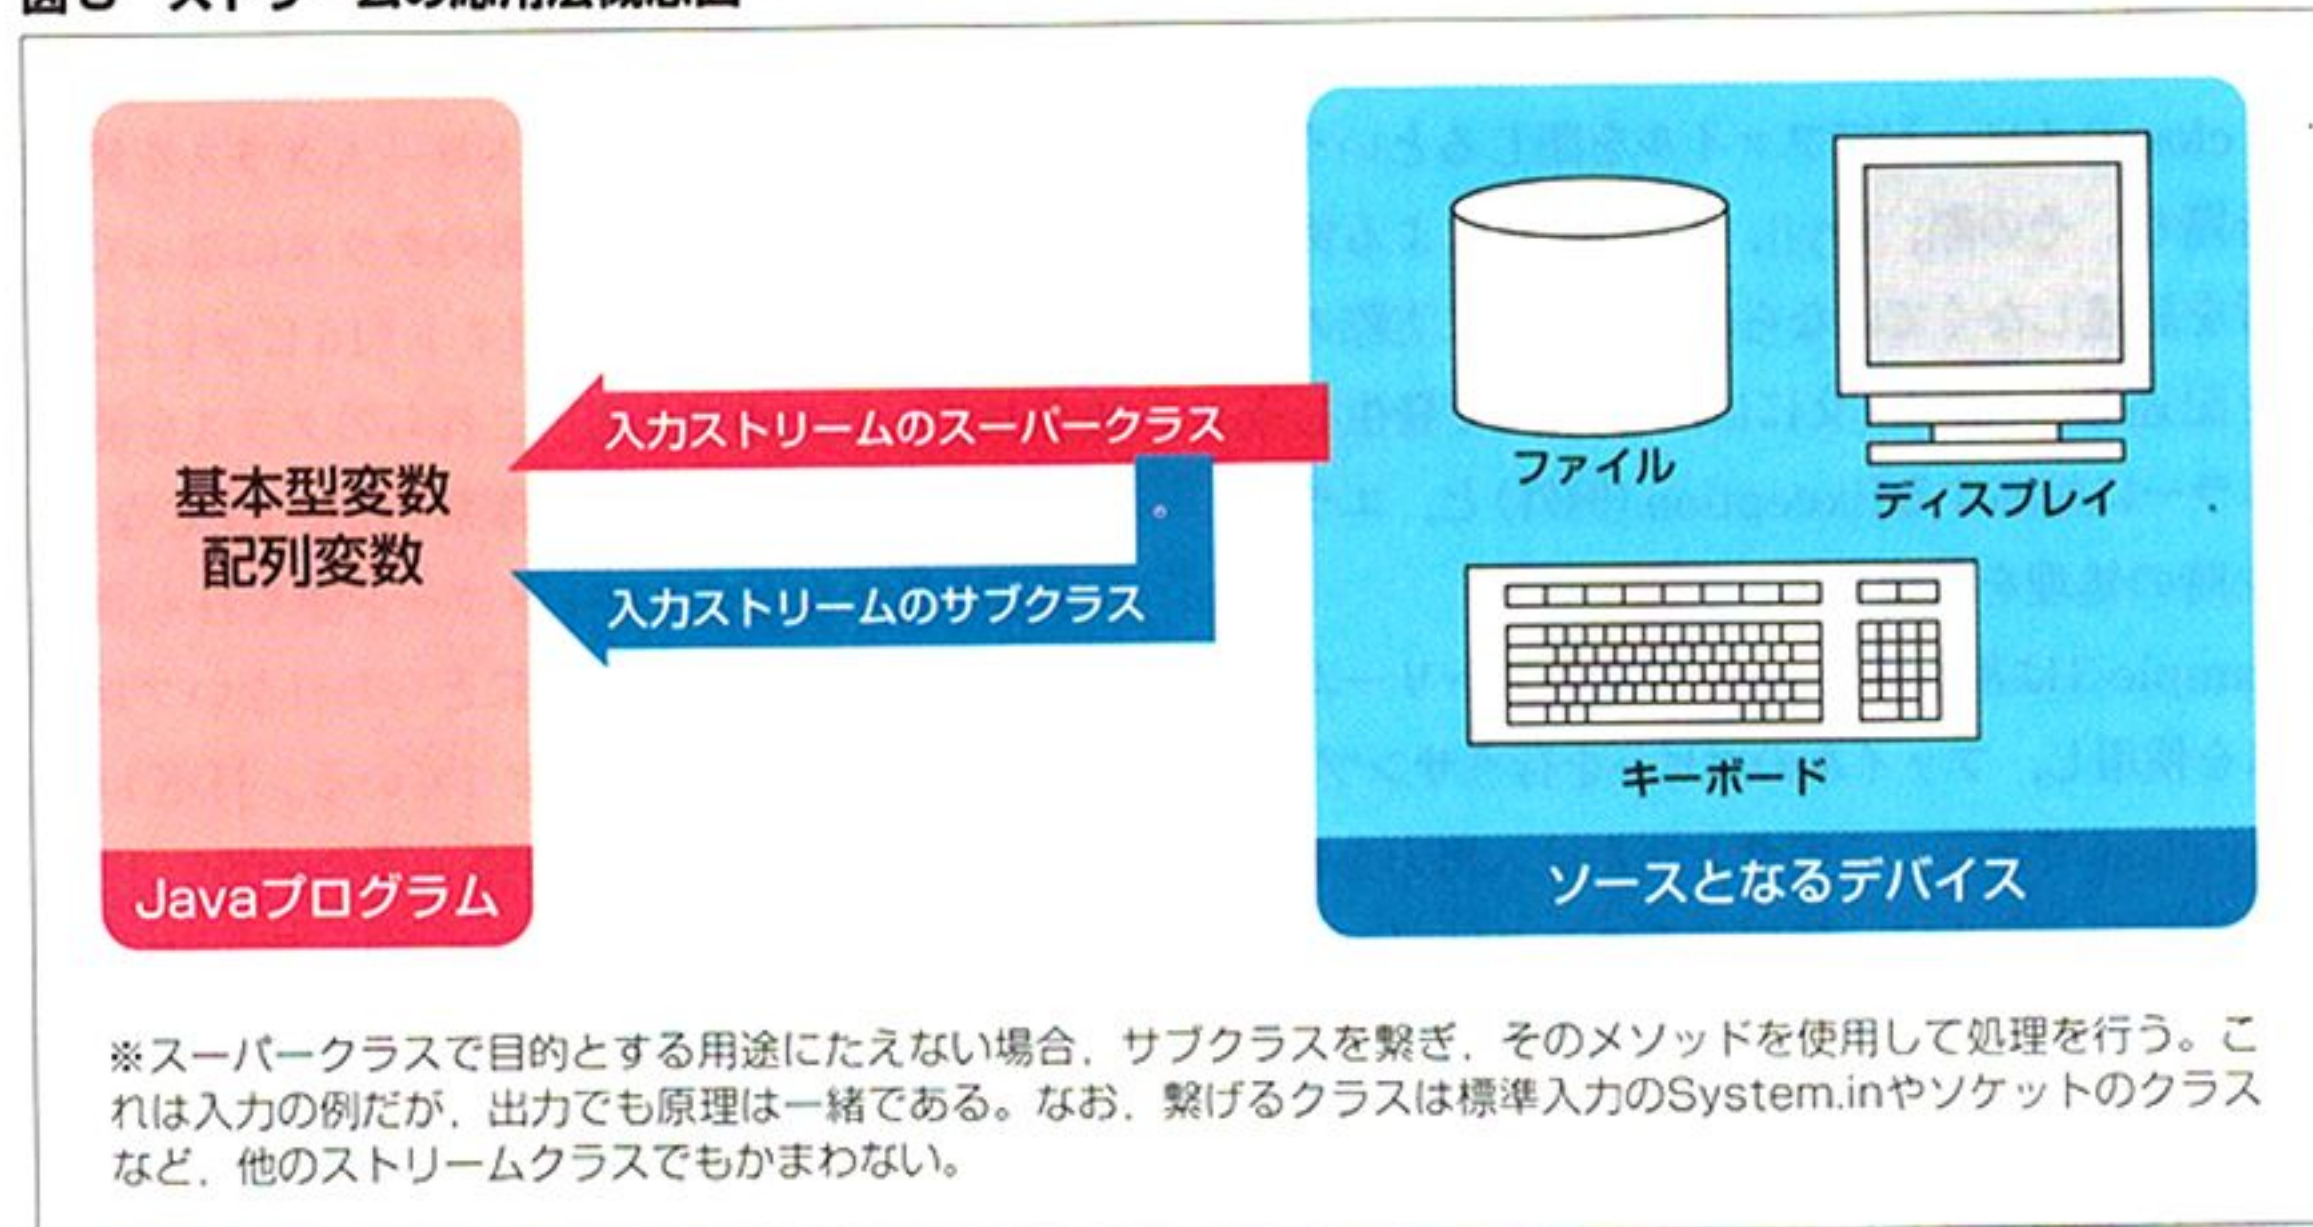 基本型変数
配列変数
Javaプログラム
入力ストリームのスーパークラス
入力ストリームのサブクラス
ファイル
ディスプレイ
キーボード
ソースとなるデバイス
※スーパークラスで目的とする用途にたえない場合，サブクラスを繋ぎ，そのメソッドを使用して処理を行う。こ
れは入力の例だが，出力でも原理は一緒である。なお，繋げるクラスは標準入力のSystem.inやソケットのクラス
など，他のストリームクラスでもかまわない。